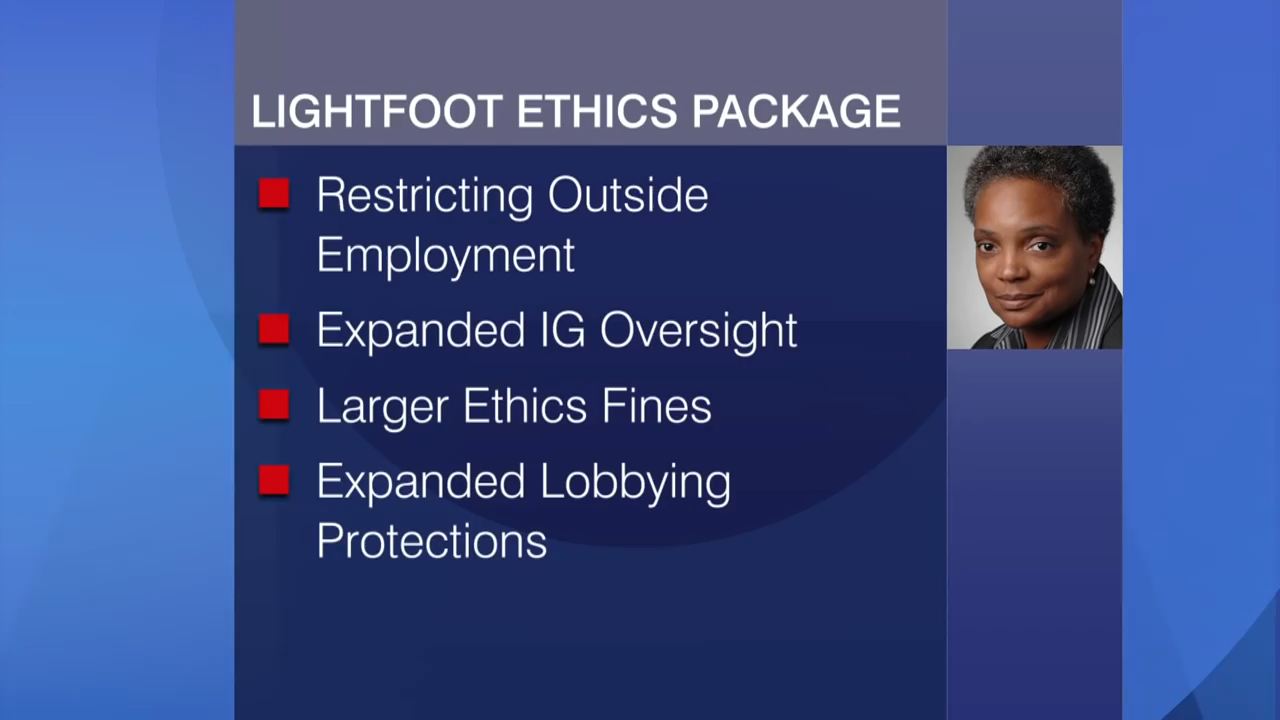 LIGHTFOOT ETHICS PACKAGE
Restricting Outside
Employment
Expanded IG Oversight
Larger Ethics Fines
Expanded Lobbying
Protections